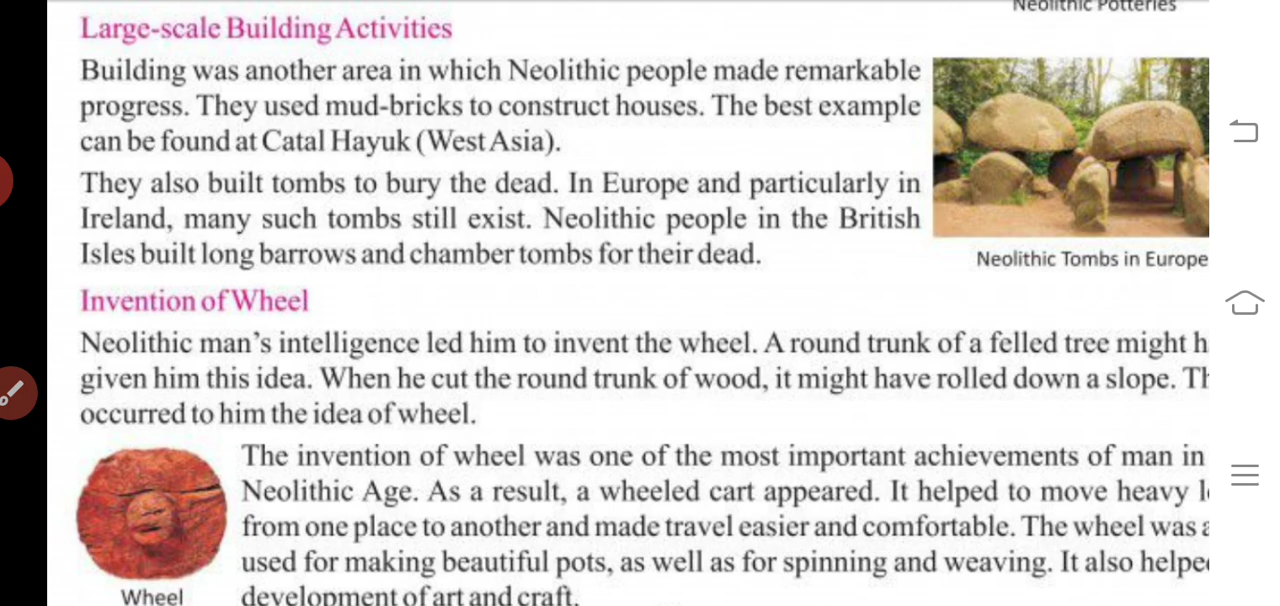 Neolithic Potteries
Large-scale Building Activities
Building was another area in which Neolithic people made remarkable
progress. They used mud-bricks to construct houses. The best example
can be found at Catal Hayuk (West Asia).
They also built tombs to bury the dead. In Europe and particularly in
Ireland, many such tombs still exist. Neolithic people in the British
Isles built long barrows and chamber tombs for their dead.
Neolithic Tombs in Europe
Invention of Wheel
Neolithic man's intelligence led him to invent the wheel. A round trunk of a felled tree might
given him this idea. When he cut the round trunk of wood, it might have rolled down a slope.
occurred to him the idea of wheel.
The invention of wheel was one of the most important achievements of man in
Neolithic Age. As a result, a wheeled cart appeared. It helped to move heavy
from one place to another and made travel easier and comfortable. The wheel was
used for making beautiful pots, as well as for spinning and weaving. It also
development of art and craft.
Wheel